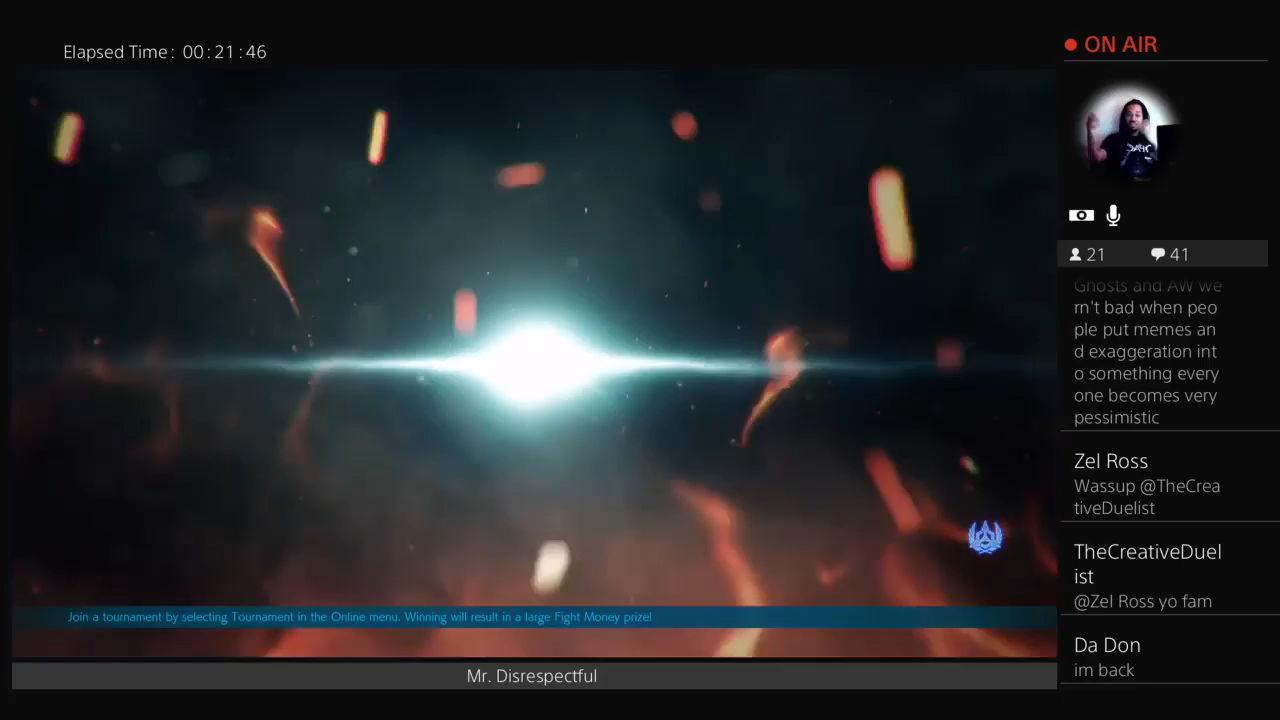 Elapsed Time: 00:21:46
ON AIR
21 41
Ghosts and AW we
rn't bad when peo
ple put memes an
d exaggeration int
o something every
one becomes very
pessimistic
Zel Ross
Wassup @TheCrea
tiveDuelist
TheCreativeDuel
ist
@Zel Ross yo fam
Da Don
im back
Join a tournament by selecting Tournament in the Online menu. Winning will result in a large Fight Money prize!
Mr. Disrespectful